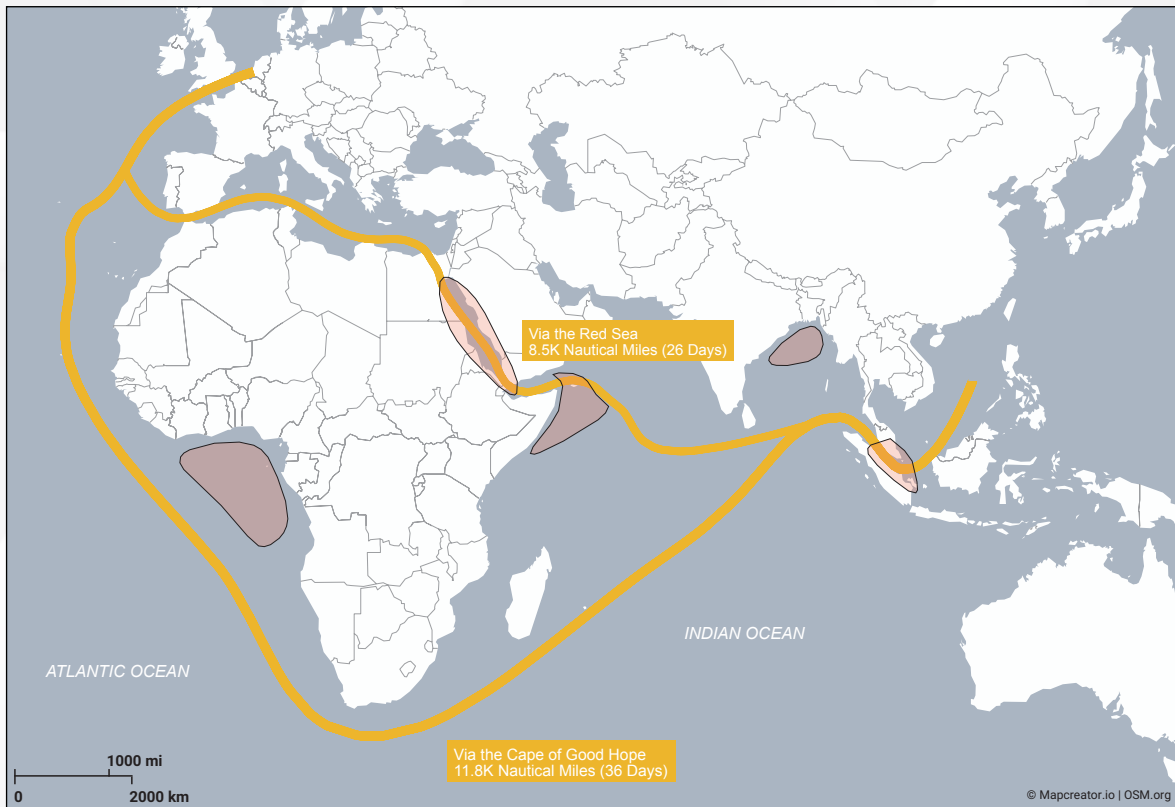 Via the Red Sea
8.5K Nautical Miles (26 Days)
INDIAN OCEAN
ATLANTIC OCEAN
Via the Cape of Good Hope
11.8K Nautical Miles (36 Days)
1000 mi
0 2000 km
© Mapcreator.io | OSM.org